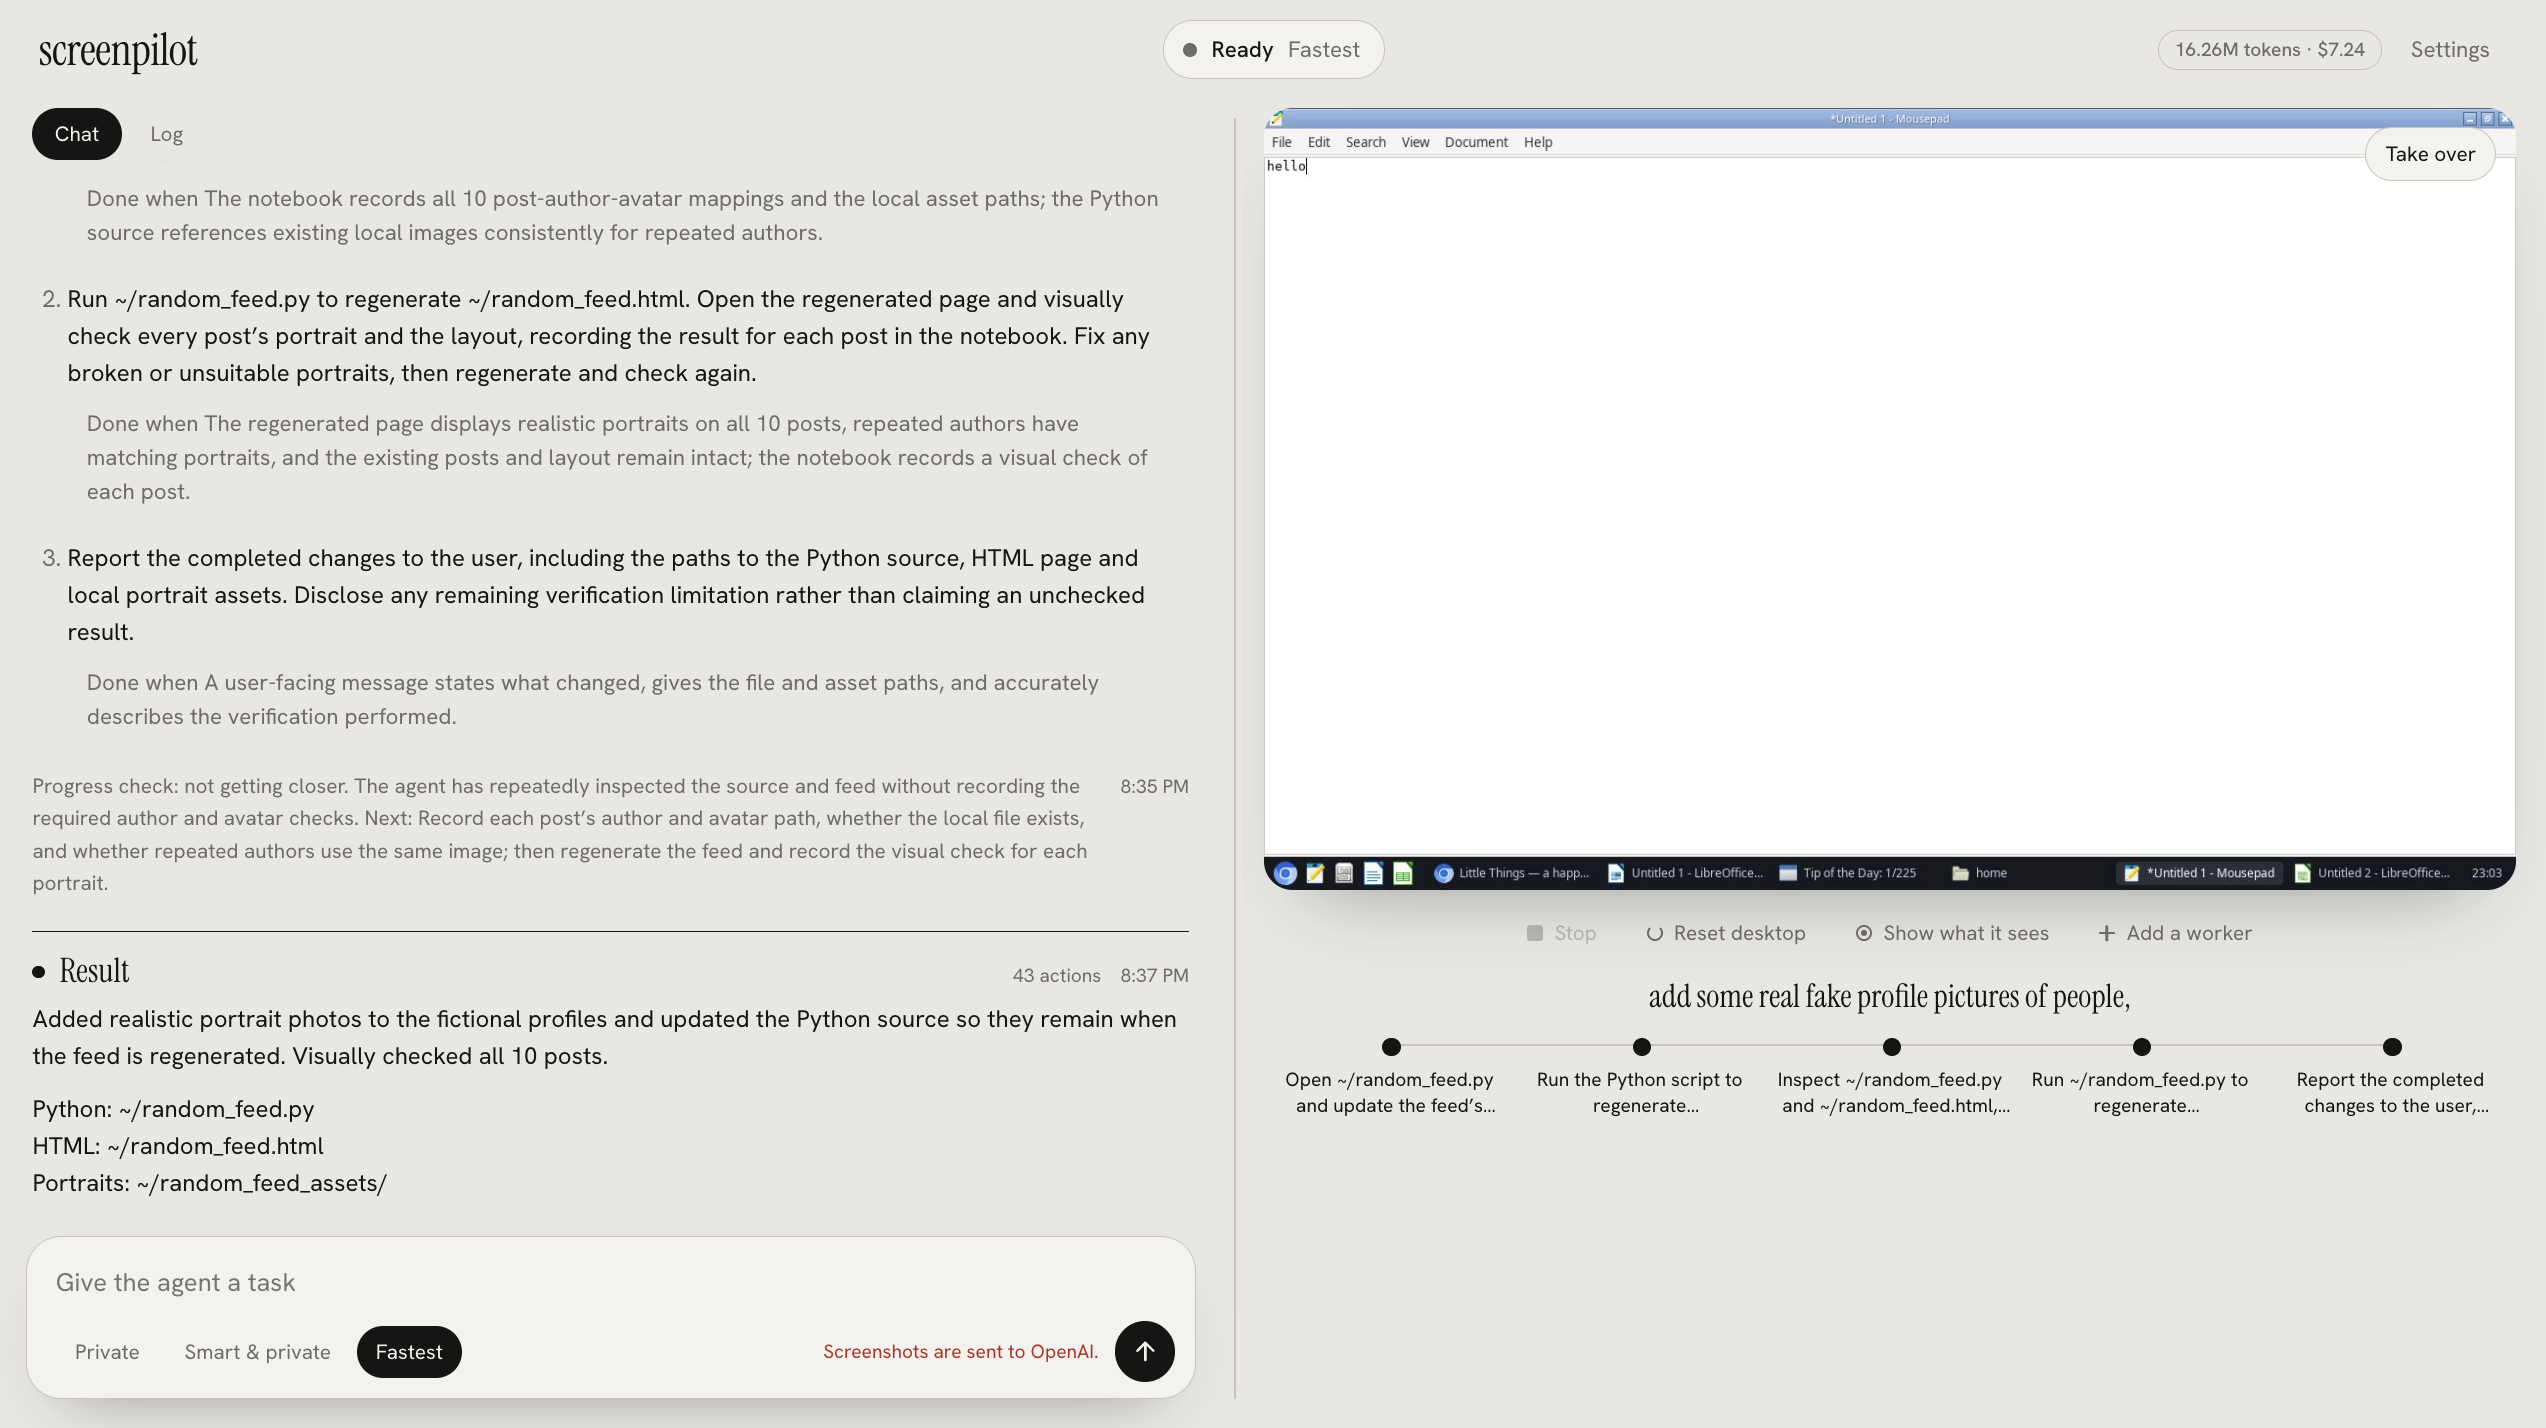 screenpilot
Ready Fastest
16.26M tokens · $7.24
Settings
Chat
Log
Done when The notebook records all 10 post-author-avatar mappings and the local asset paths; the Python
source references existing local images consistently for repeated authors.
2. Run ~/random_feed.py to regenerate ~/random_feed.html. Open the regenerated page and visually
check every post’s portrait and the layout, recording the result for each post in the notebook. Fix any
broken or unsuitable portraits, then regenerate and check again.
Done when The regenerated page displays realistic portraits on all 10 posts, repeated authors have
matching portraits, and the existing posts and layout remain intact; the notebook records a visual check of
each post.
3. Report the completed changes to the user, including the paths to the Python source, HTML page and
local portrait assets. Disclose any remaining verification limitation rather than claiming an unchecked
result.
Done when A user-facing message states what changed, gives the file and asset paths, and accurately
describes the verification performed.
Progress check: not getting closer. The agent has repeatedly inspected the source and feed without recording the
8:35 PM
required author and avatar checks. Next: Record each post’s author and avatar path, whether the local file exists,
and whether repeated authors use the same image; then regenerate the feed and record the visual check for each
portrait.
Result
43 actions 8:37 PM
Added realistic portrait photos to the fictional profiles and updated the Python source so they remain when
the feed is regenerated. Visually checked all 10 posts.
Python: ~/random_feed.py
HTML: ~/random_feed.html
Portraits: ~/random_feed_assets/
Give the agent a task
Private
Smart & private
Fastest
Screenshots are sent to OpenAI.
*Untitled 1 - Mousepad
File Edit Search View Document Help
Take over
hello
Little Things — a happ...
Untitled 1 - LibreOffice...
Tip of the Day: 1/225
home
*Untitled 1 - Mousepad
Untitled 2 - LibreOffice...
23:03
Stop
Reset desktop
Show what it sees
Add a worker
add some real fake profile pictures of people,
Open ~/random_feed.py
and update the feed’s...
Run the Python script to
regenerate...
Inspect ~/random_feed.py
and ~/random_feed.html,...
Run ~/random_feed.py to
regenerate...
Report the completed
changes to the user,...